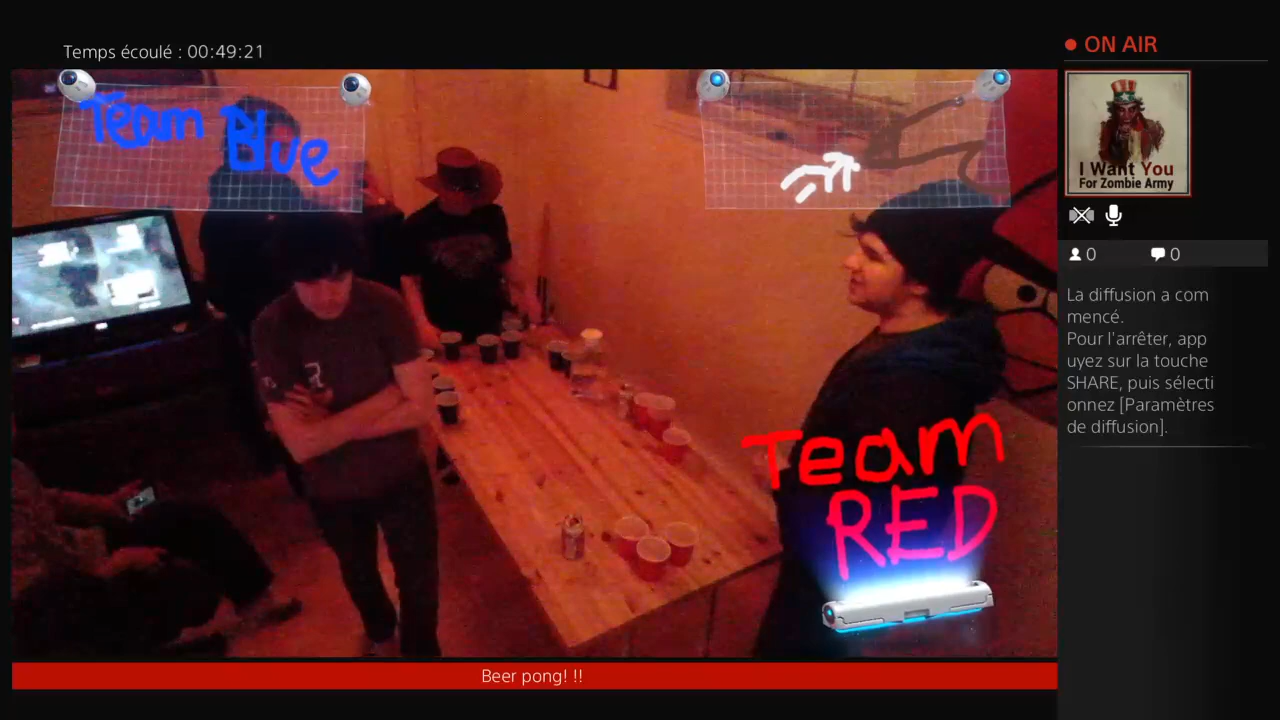 Temps écoulé : 00:49:21
ON AIR
Team Blue
I Want You
For Zombie Army
0 0
La diffusion a com
mencé.
Pour l'arrêter, app
uyez sur la touche
SHARE, puis sélecti
onnez [Paramètres
de diffusion].
Team
RED
Beer pong! !!